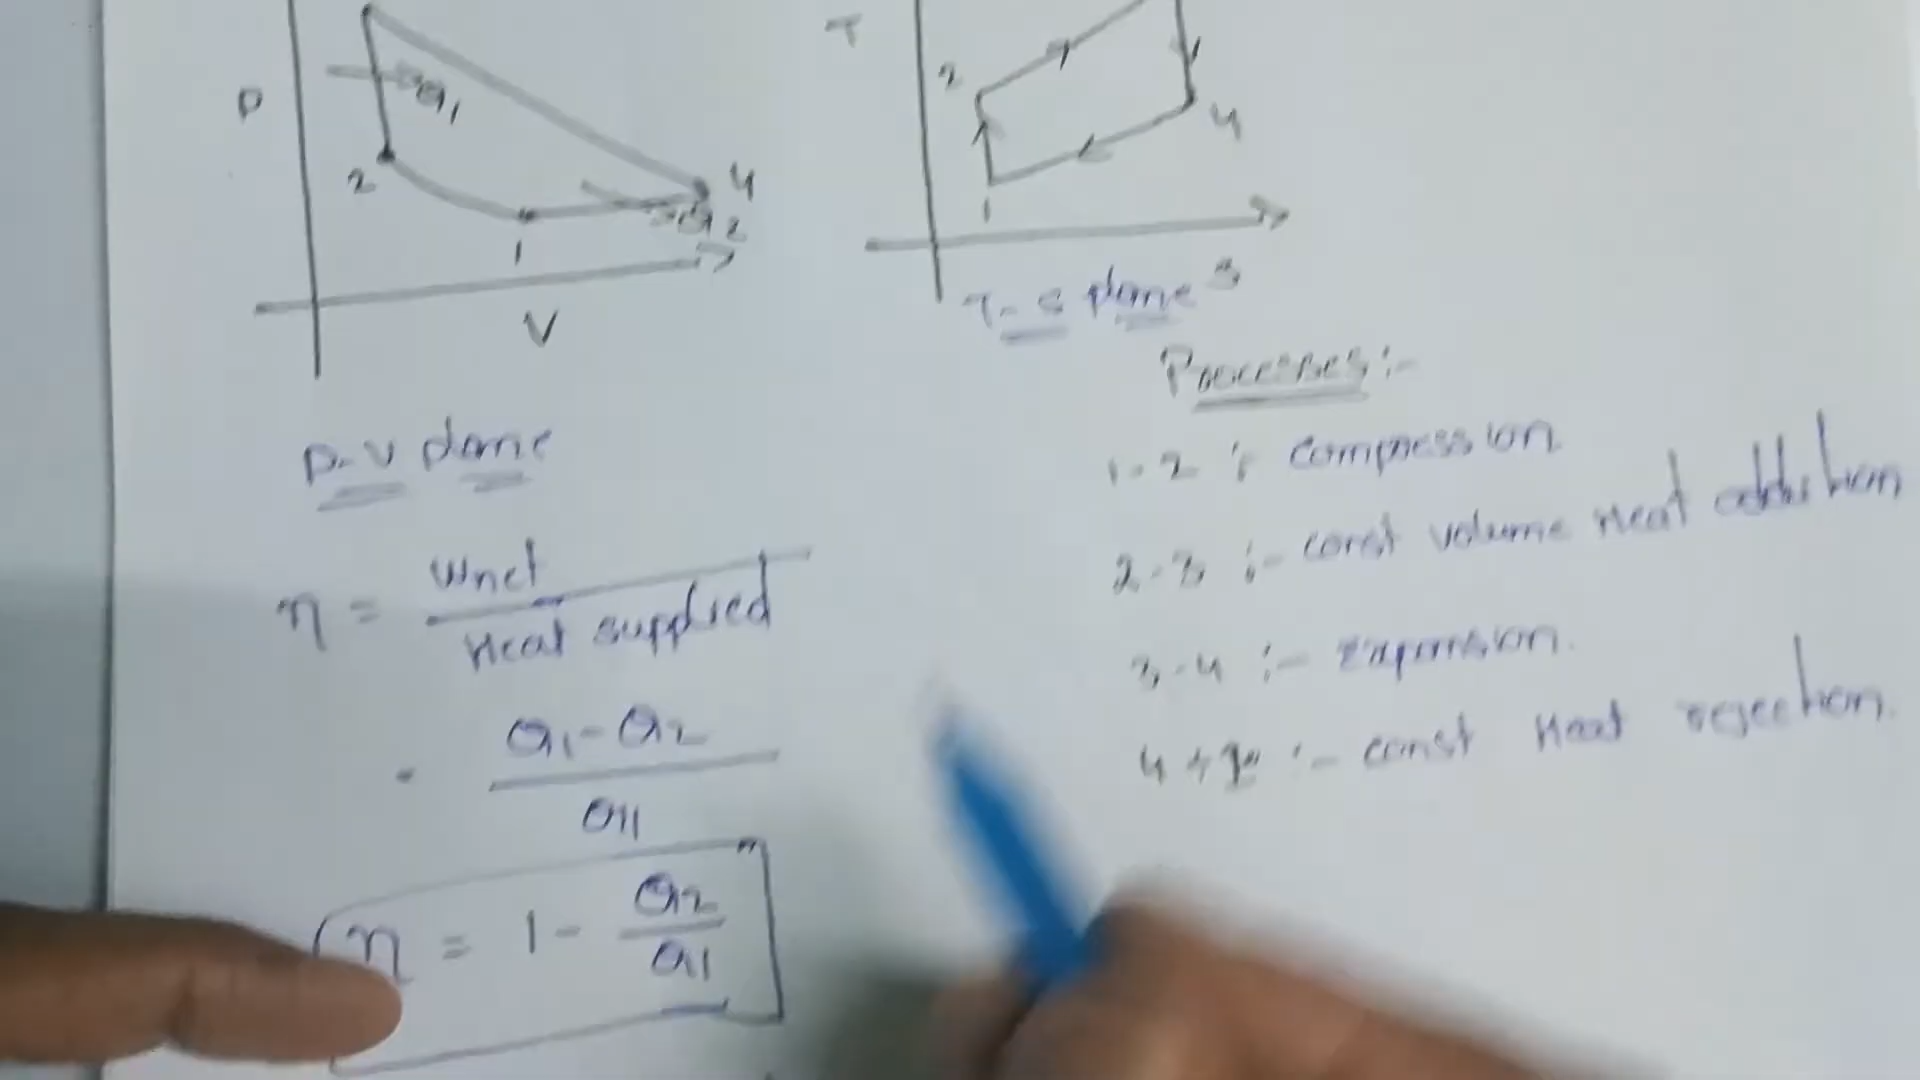 P
Q1
2
4
Q2
1
V
T
2
4
1
S
T-S plane
P-V plane
Processes:-
1-2 :- compression
2-3 :- const volume Heat addition
3-4 :- Expansion.
4 → 1 :- const Heat rejection.
η = Wnet
Heat supplied
= Q1-Q2
Q1
η = 1 - Q2
Q1